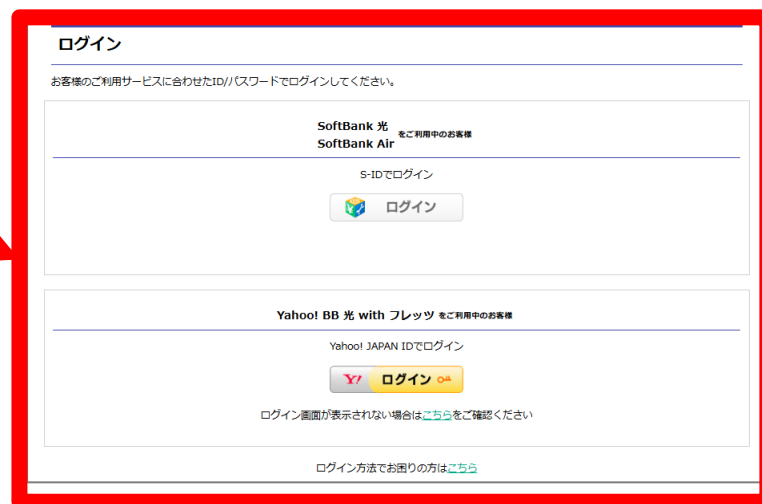 ログイン
お客様のご利用サービスに合わせたID/パスワードでログインしてください。
SoftBank 光
SoftBank Air
をご利用中のお客様
S-IDでログイン
ログイン
Yahoo! BB 光 with フレッツ をご利用中のお客様
Yahoo! JAPAN IDでログイン
Y! ログイン
ログイン画面が表示されない場合はこちらをご確認ください
ログイン方法でお困りの方はこちら